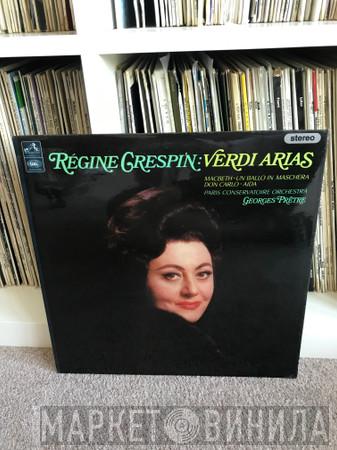 stereo
RÉGINE CRESPIN: VERDI ARIAS
MACBETH · UN BALLO IN MASCHERA
DON CARLO · AIDA
PARIS CONSERVATOIRE ORCHESTRA
GEORGES PRÊTRE
МАРКЕТ ВИНИЛА